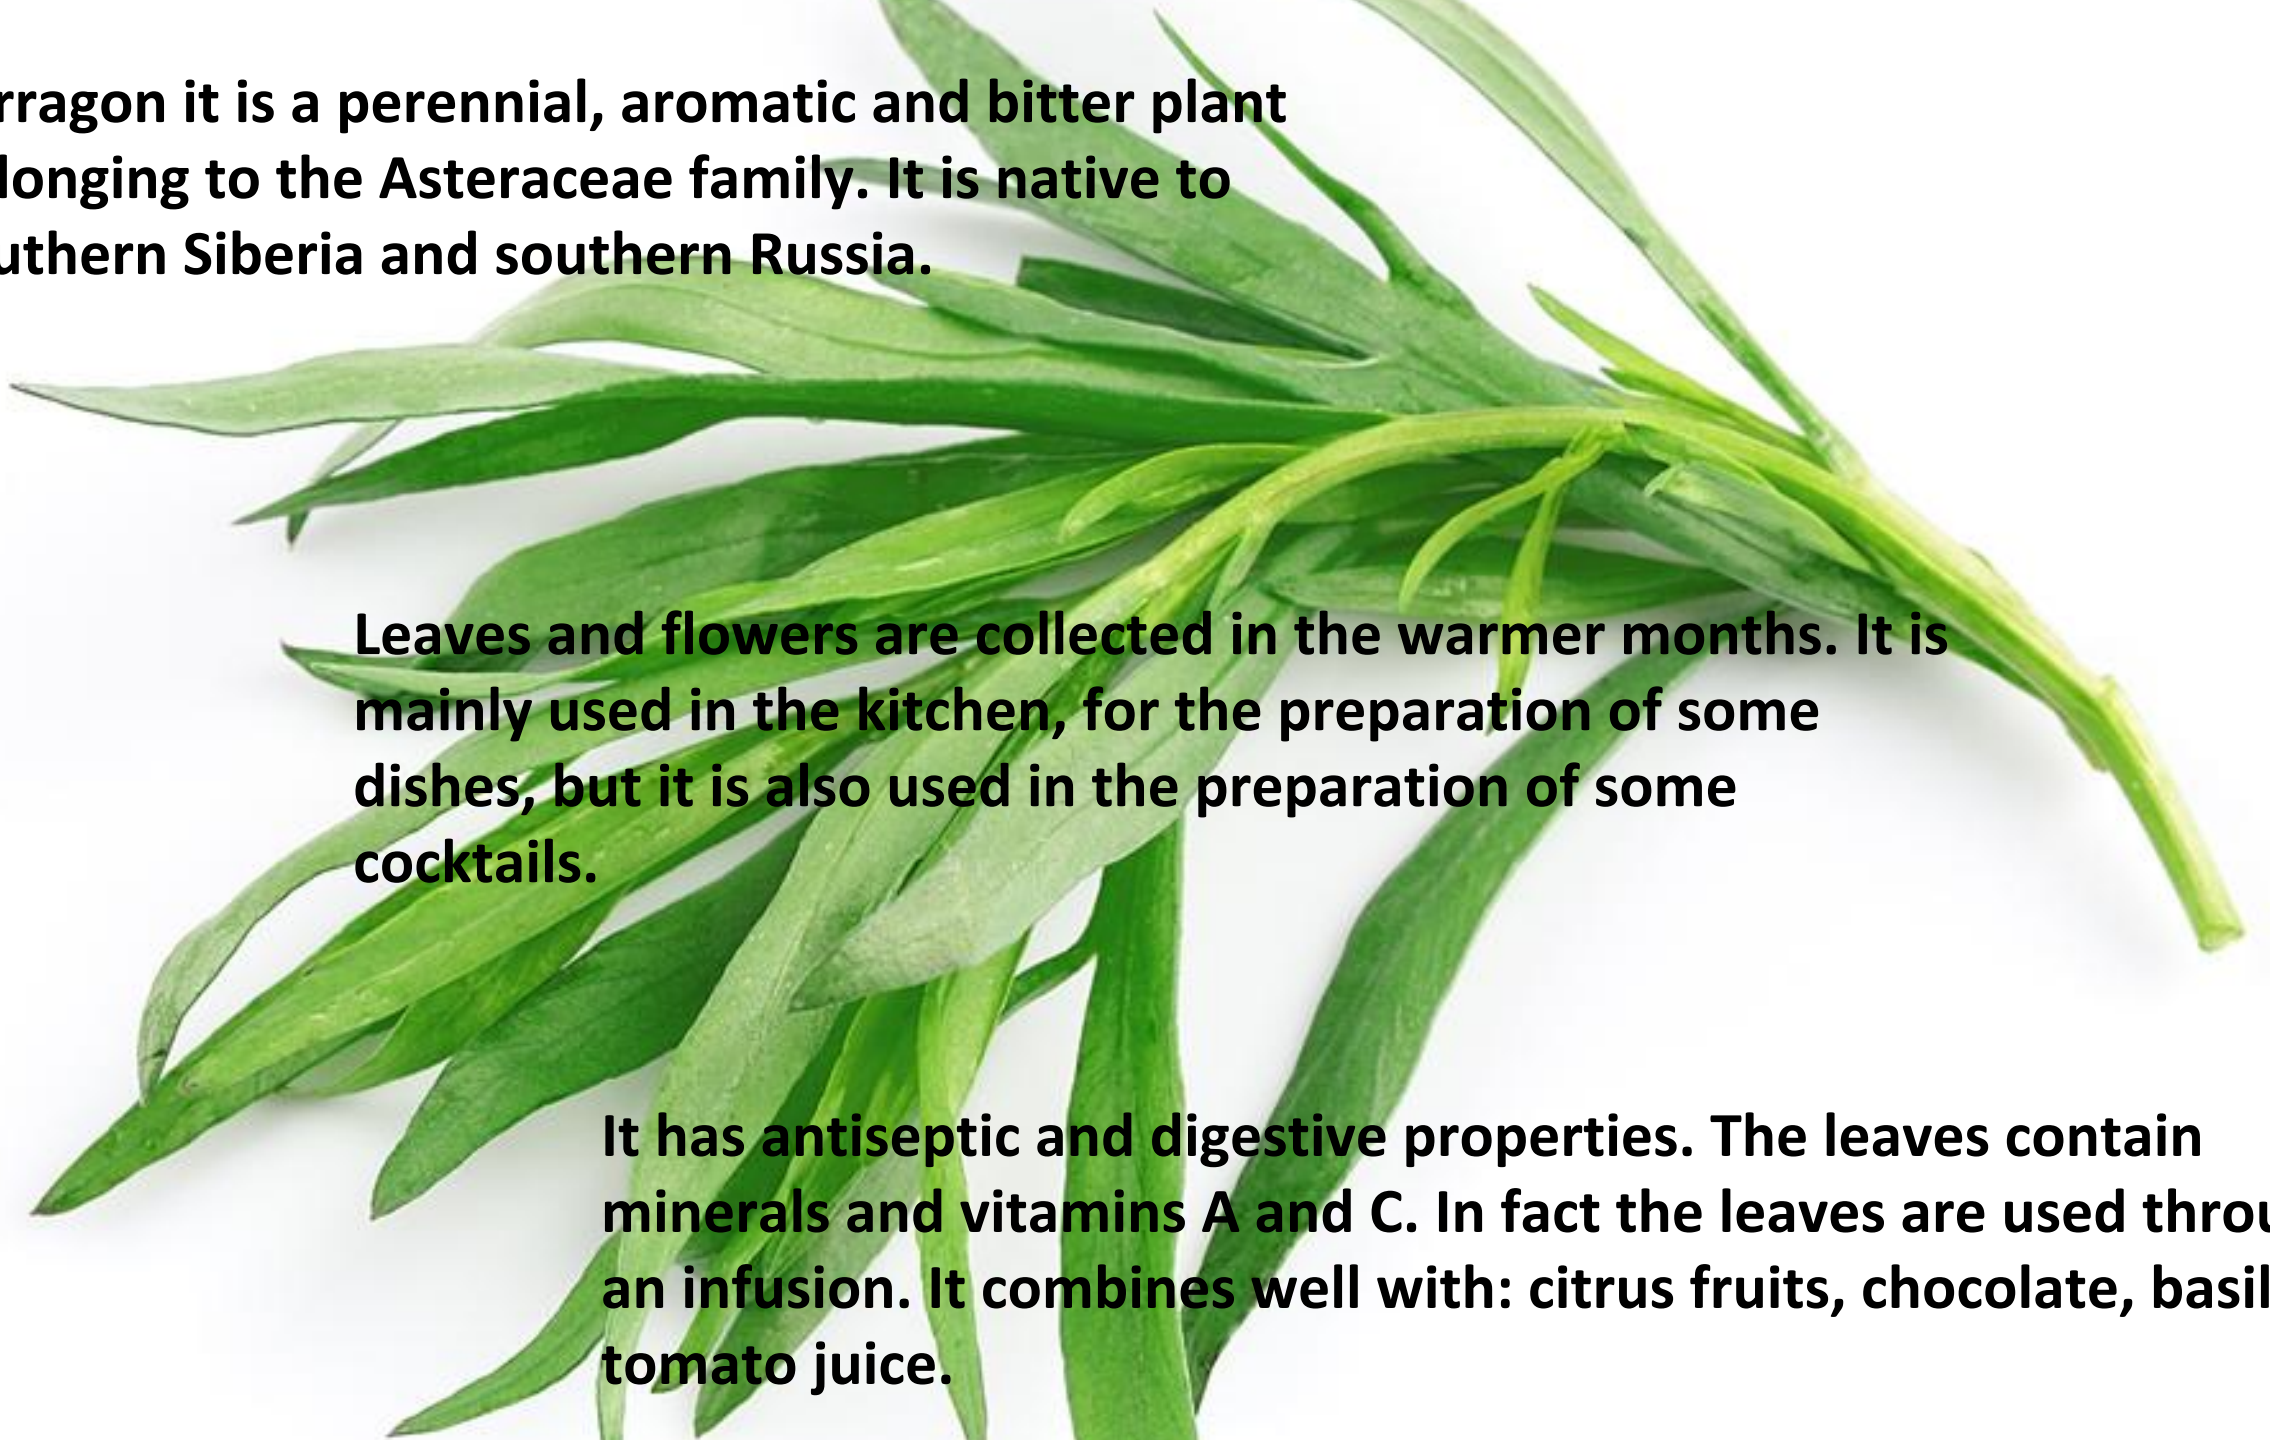 rragon it is a perennial, aromatic and bitter plant
longing to the Asteraceae family. It is native to
uthern Siberia and southern Russia.
Leaves and flowers are collected in the warmer months. It is
mainly used in the kitchen, for the preparation of some
dishes, but it is also used in the preparation of some
cocktails.
It has antiseptic and digestive properties. The leaves contain
minerals and vitamins A and C. In fact the leaves are used throu
an infusion. It combines well with: citrus fruits, chocolate, basil
tomato juice.